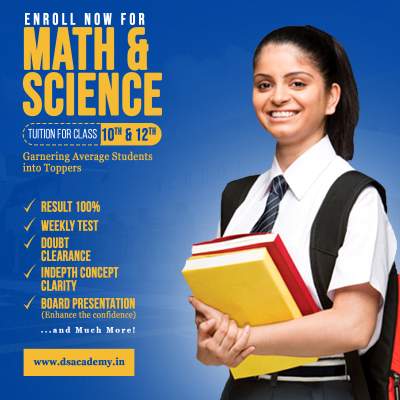 ENROLL NOW FOR
MATH &
SCIENCE
TUITION FOR CLASS 10TH & 12TH
Garnering Average Students
into Toppers
RESULT 100%
WEEKLY TEST
DOUBT
CLEARANCE
INDEPTH CONCEPT
CLARITY
BOARD PRESENTATION
(Enhance the confidence)
...and Much More!
www.dsacademy.in